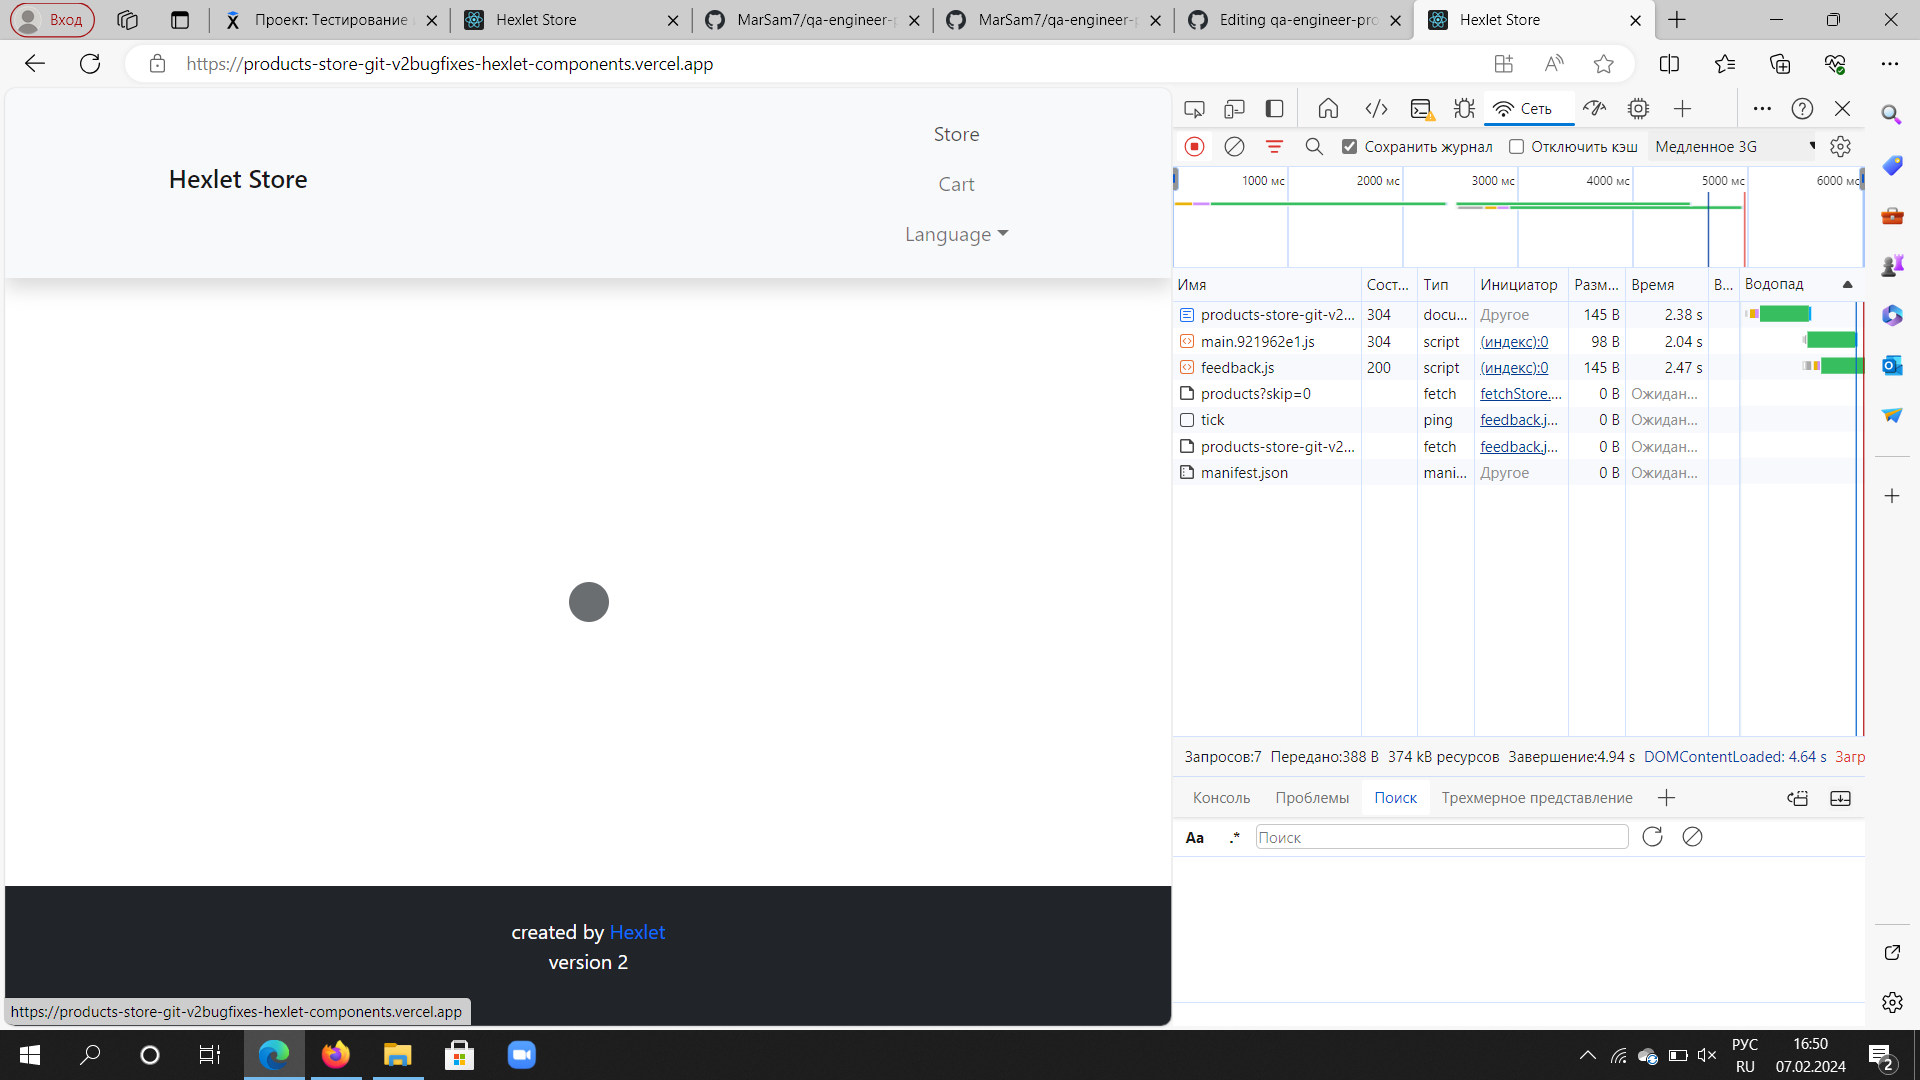 Вход
Проект: Тестирование
Hexlet Store
MarSam7/qa-engineer-p
MarSam7/qa-engineer-p
Editing qa-engineer-pro
Hexlet Store
https://products-store-git-v2bugfixes-hexlet-components.vercel.app
Store
Hexlet Store
Cart
Language
Сеть
Сохранить журнал
Отключить кэш
Медленное 3G
1000 мс
2000 мс
3000 мс
4000 мс
5000 мс
6000 мс
Имя Сост... Тип Инициатор Разм... Время В... Водопад
products-store-git-v2... 304 docu... Другое 145 B 2.38 s
main.921962e1.js 304 script (индекс):0 98 B 2.04 s
feedback.js 200 script (индекс):0 145 B 2.47 s
products?skip=0 fetch fetchStore.... 0 B Ожидан...
tick ping feedback.j... 0 B Ожидан...
products-store-git-v2... fetch feedback.j... 0 B Ожидан...
manifest.json mani... Другое 0 B Ожидан...
Запросов:7 Передано:388 B 374 kB ресурсов Завершение:4.94 s DOMContentLoaded: 4.64 s Загр
Консоль Проблемы Поиск Трехмерное представление
Aa .* Поиск
created by Hexlet
version 2
https://products-store-git-v2bugfixes-hexlet-components.vercel.app
РУС
RU
16:50
07.02.2024
2